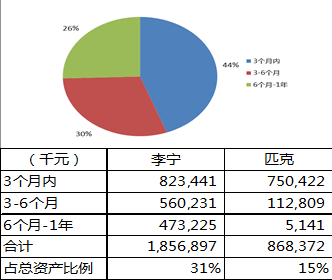 26%
44%
30%
3个月内
3-6个月
6个月-1年
（千元） 李宁 匹克
3个月内 823,441 750,422
3-6个月 560,231 112,809
6个月-1年 473,225 5,141
合计 1,856,897 868,372
占总资产比例 31% 15%